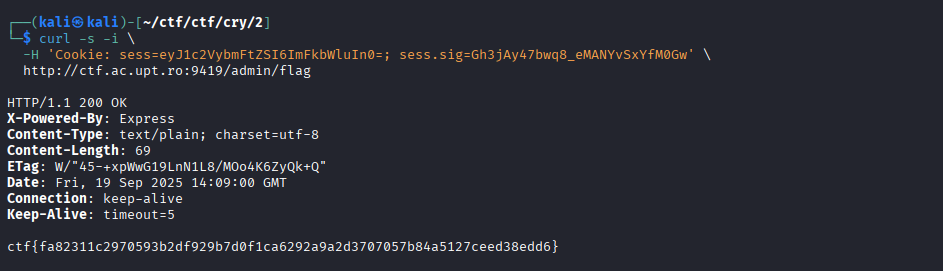 ┌──(kali㉿kali)-[~/ctf/ctf/cry/2]
└─$ curl -s -i \
-H 'Cookie: sess=eyJ1c2VybmFtZSI6ImFkbWluIn0=; sess.sig=Gh3jAy47bwq8_eMANYvSxYfM0Gw' \
http://ctf.ac.upt.ro:9419/admin/flag
HTTP/1.1 200 OK
X-Powered-By: Express
Content-Type: text/plain; charset=utf-8
Content-Length: 69
ETag: W/"45-+xpWwG19LnN1L8/MOo4K6ZyQk+Q"
Date: Fri, 19 Sep 2025 14:09:00 GMT
Connection: keep-alive
Keep-Alive: timeout=5
ctf{fa82311c2970593b2df929b7d0f1ca6292a9a2d3707057b84a5127ceed38edd6}